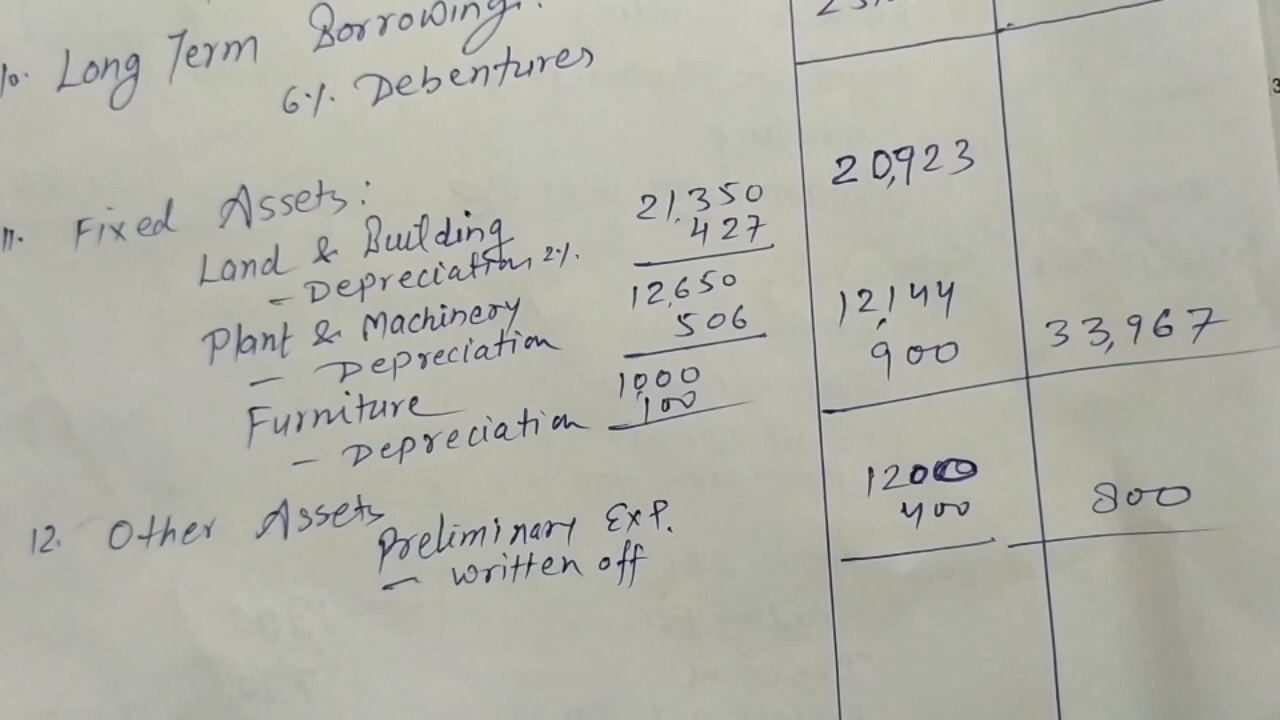 10. Long Term Borrowing:
6% Debentures
11. Fixed Assets:
Land & Building 21,350 20,923
- Depreciation 2%. 427
Plant & Machinery 12,650 12,144
- Depreciation 506
Furniture 1000 900 33,967
- Depreciation 100
12. Other Assets
Preliminary Exp. 1200
- written off 400 800